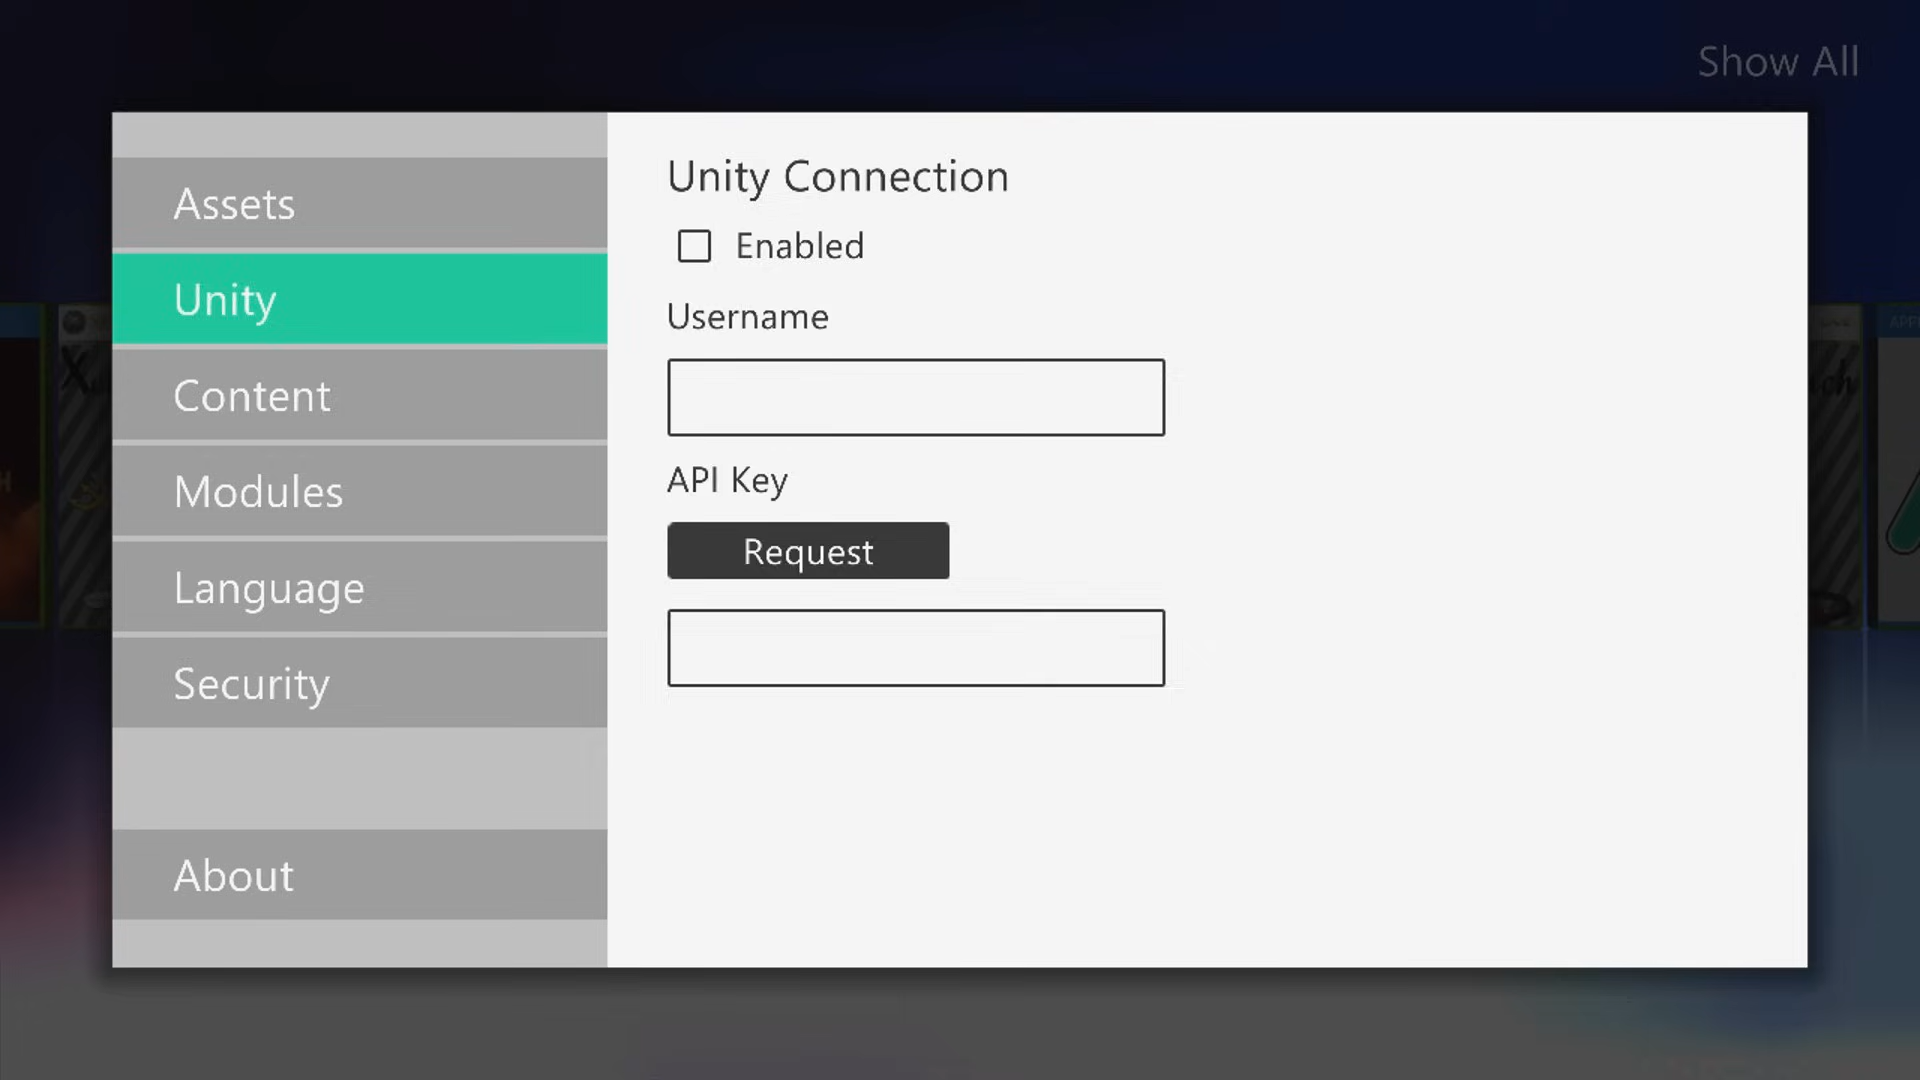 Show All
Assets
Unity
Content
Modules
Language
Security
About
Unity Connection
Enabled
Username
API Key
Request